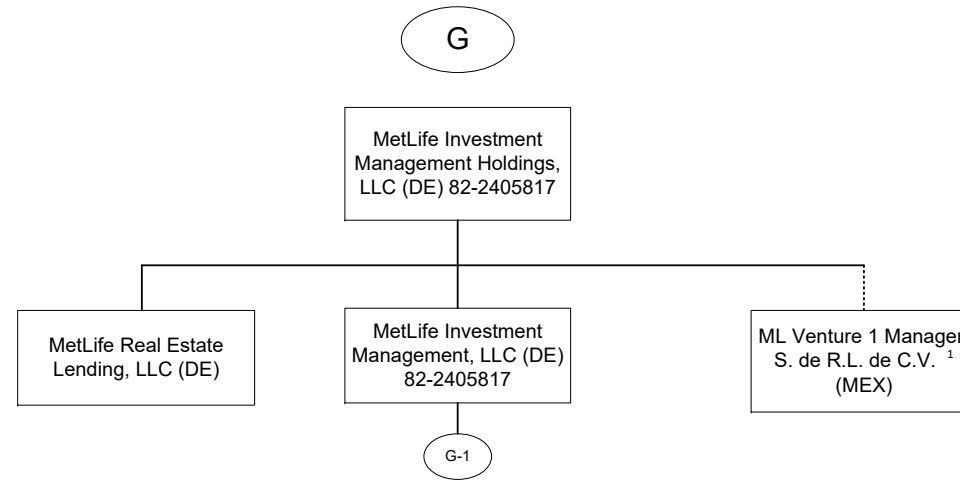 G
MetLife Investment
Management Holdings,
LLC (DE) 82-2405817
MetLife Real Estate
Lending, LLC (DE)
MetLife Investment
Management, LLC (DE)
82-2405817
ML Venture 1 Manager
S. de R.L. de C.V. 1
(MEX)
G-1